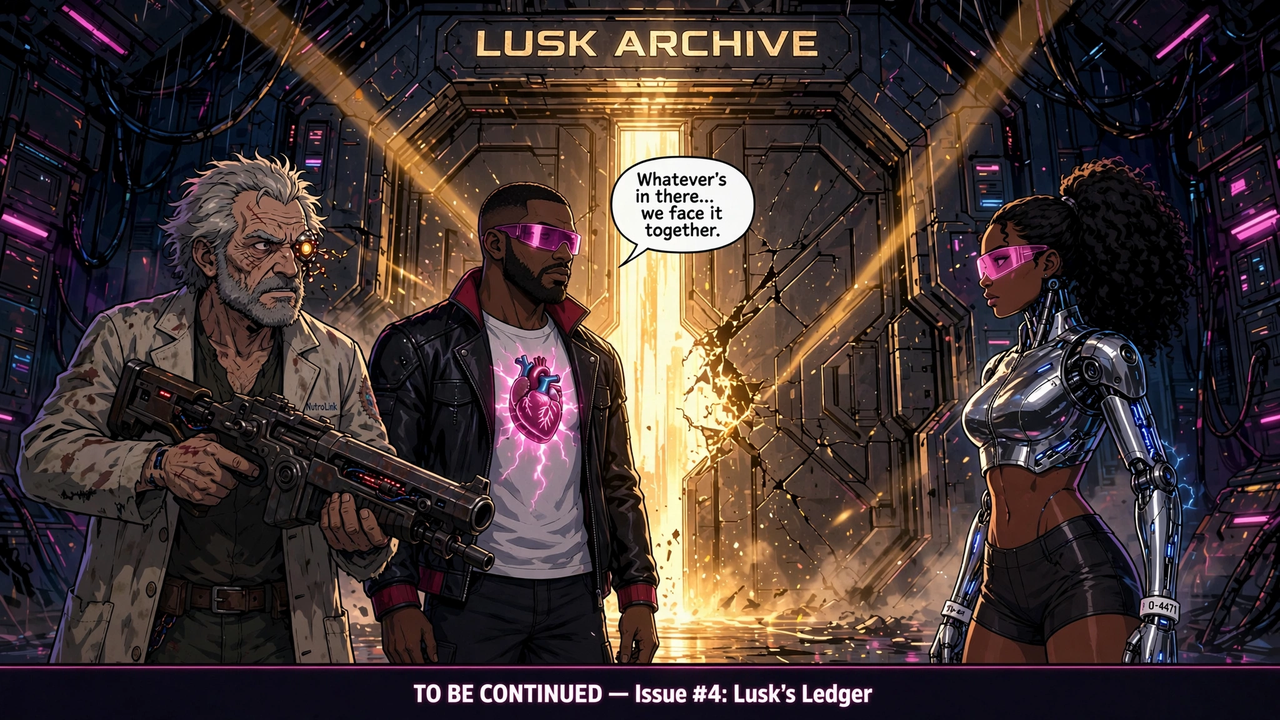 LUSK ARCHIVE
Whatever's
in there...
we face it
together.
NutroLink
0-4471
TO BE CONTINUED — Issue #4: Lusk's Ledger